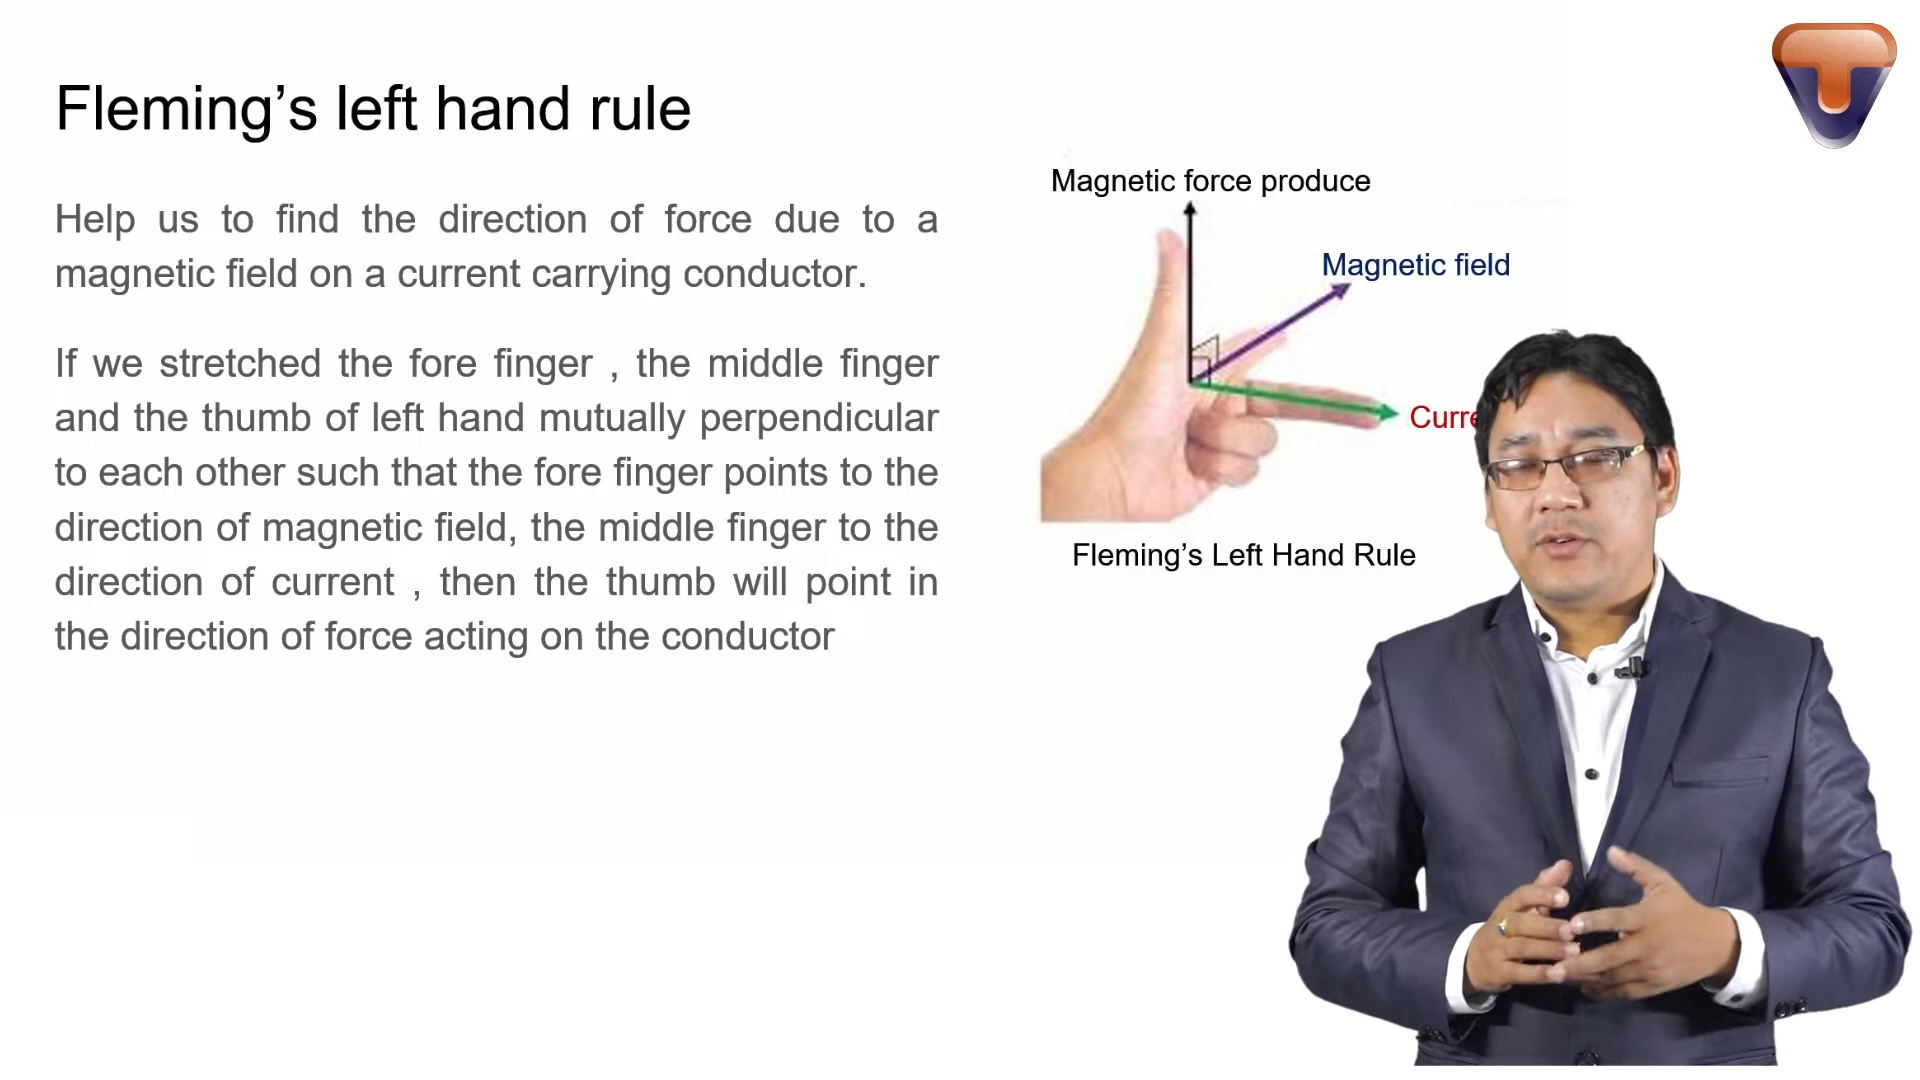 Fleming’s left hand rule
Help us to find the direction of force due to a
magnetic field on a current carrying conductor.
If we stretched the fore finger , the middle finger
and the thumb of left hand mutually perpendicular
to each other such that the fore finger points to the
direction of magnetic field, the middle finger to the
direction of current , then the thumb will point in
the direction of force acting on the conductor
Magnetic force produce
Magnetic field
Fleming’s Left Hand Rule